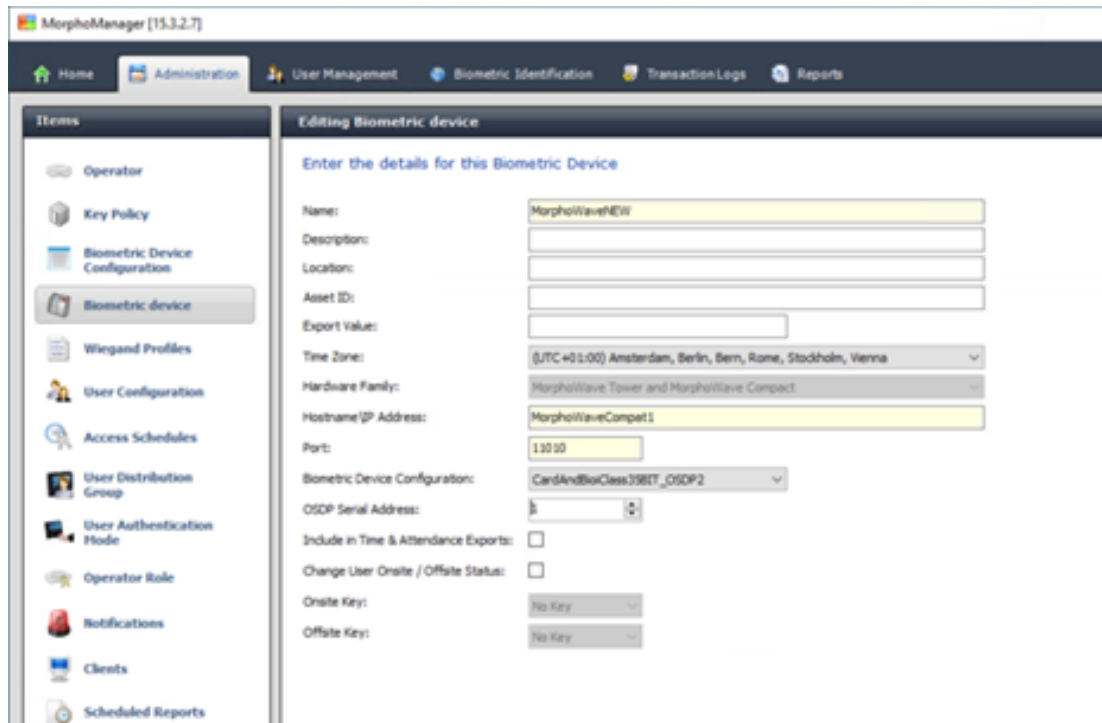 MorphoManager [15.3.2.7]
Home
Administration
User Management
Biometric Identification
Transaction Logs
Reports
Items
Operator
Key Policy
Biometric Device
Configuration
Biometric device
Wiegand Profiles
User Configuration
Access Schedules
User Distribution
Group
User Authentication
Mode
Operator Role
Notifications
Clients
Scheduled Reports
Editing Biometric device
Enter the details for this Biometric Device
Name: MorphoWaveNEW
Description:
Location:
Asset ID:
Export Value:
Time Zone: (UTC+01:00) Amsterdam, Berlin, Bern, Rome, Stockholm, Vienna
Hardware Family: MorphoWave Tower and MorphoWave Compact
Hostname\IP Address: MorphoWaveCompat1
Port: 11010
Biometric Device Configuration: CardAndBioiClass35BIT_OSDP2
OSDP Serial Address:
Include in Time & Attendance Exports:
Change User Onsite / Offsite Status:
Onsite Key: No Key
Offsite Key: No Key